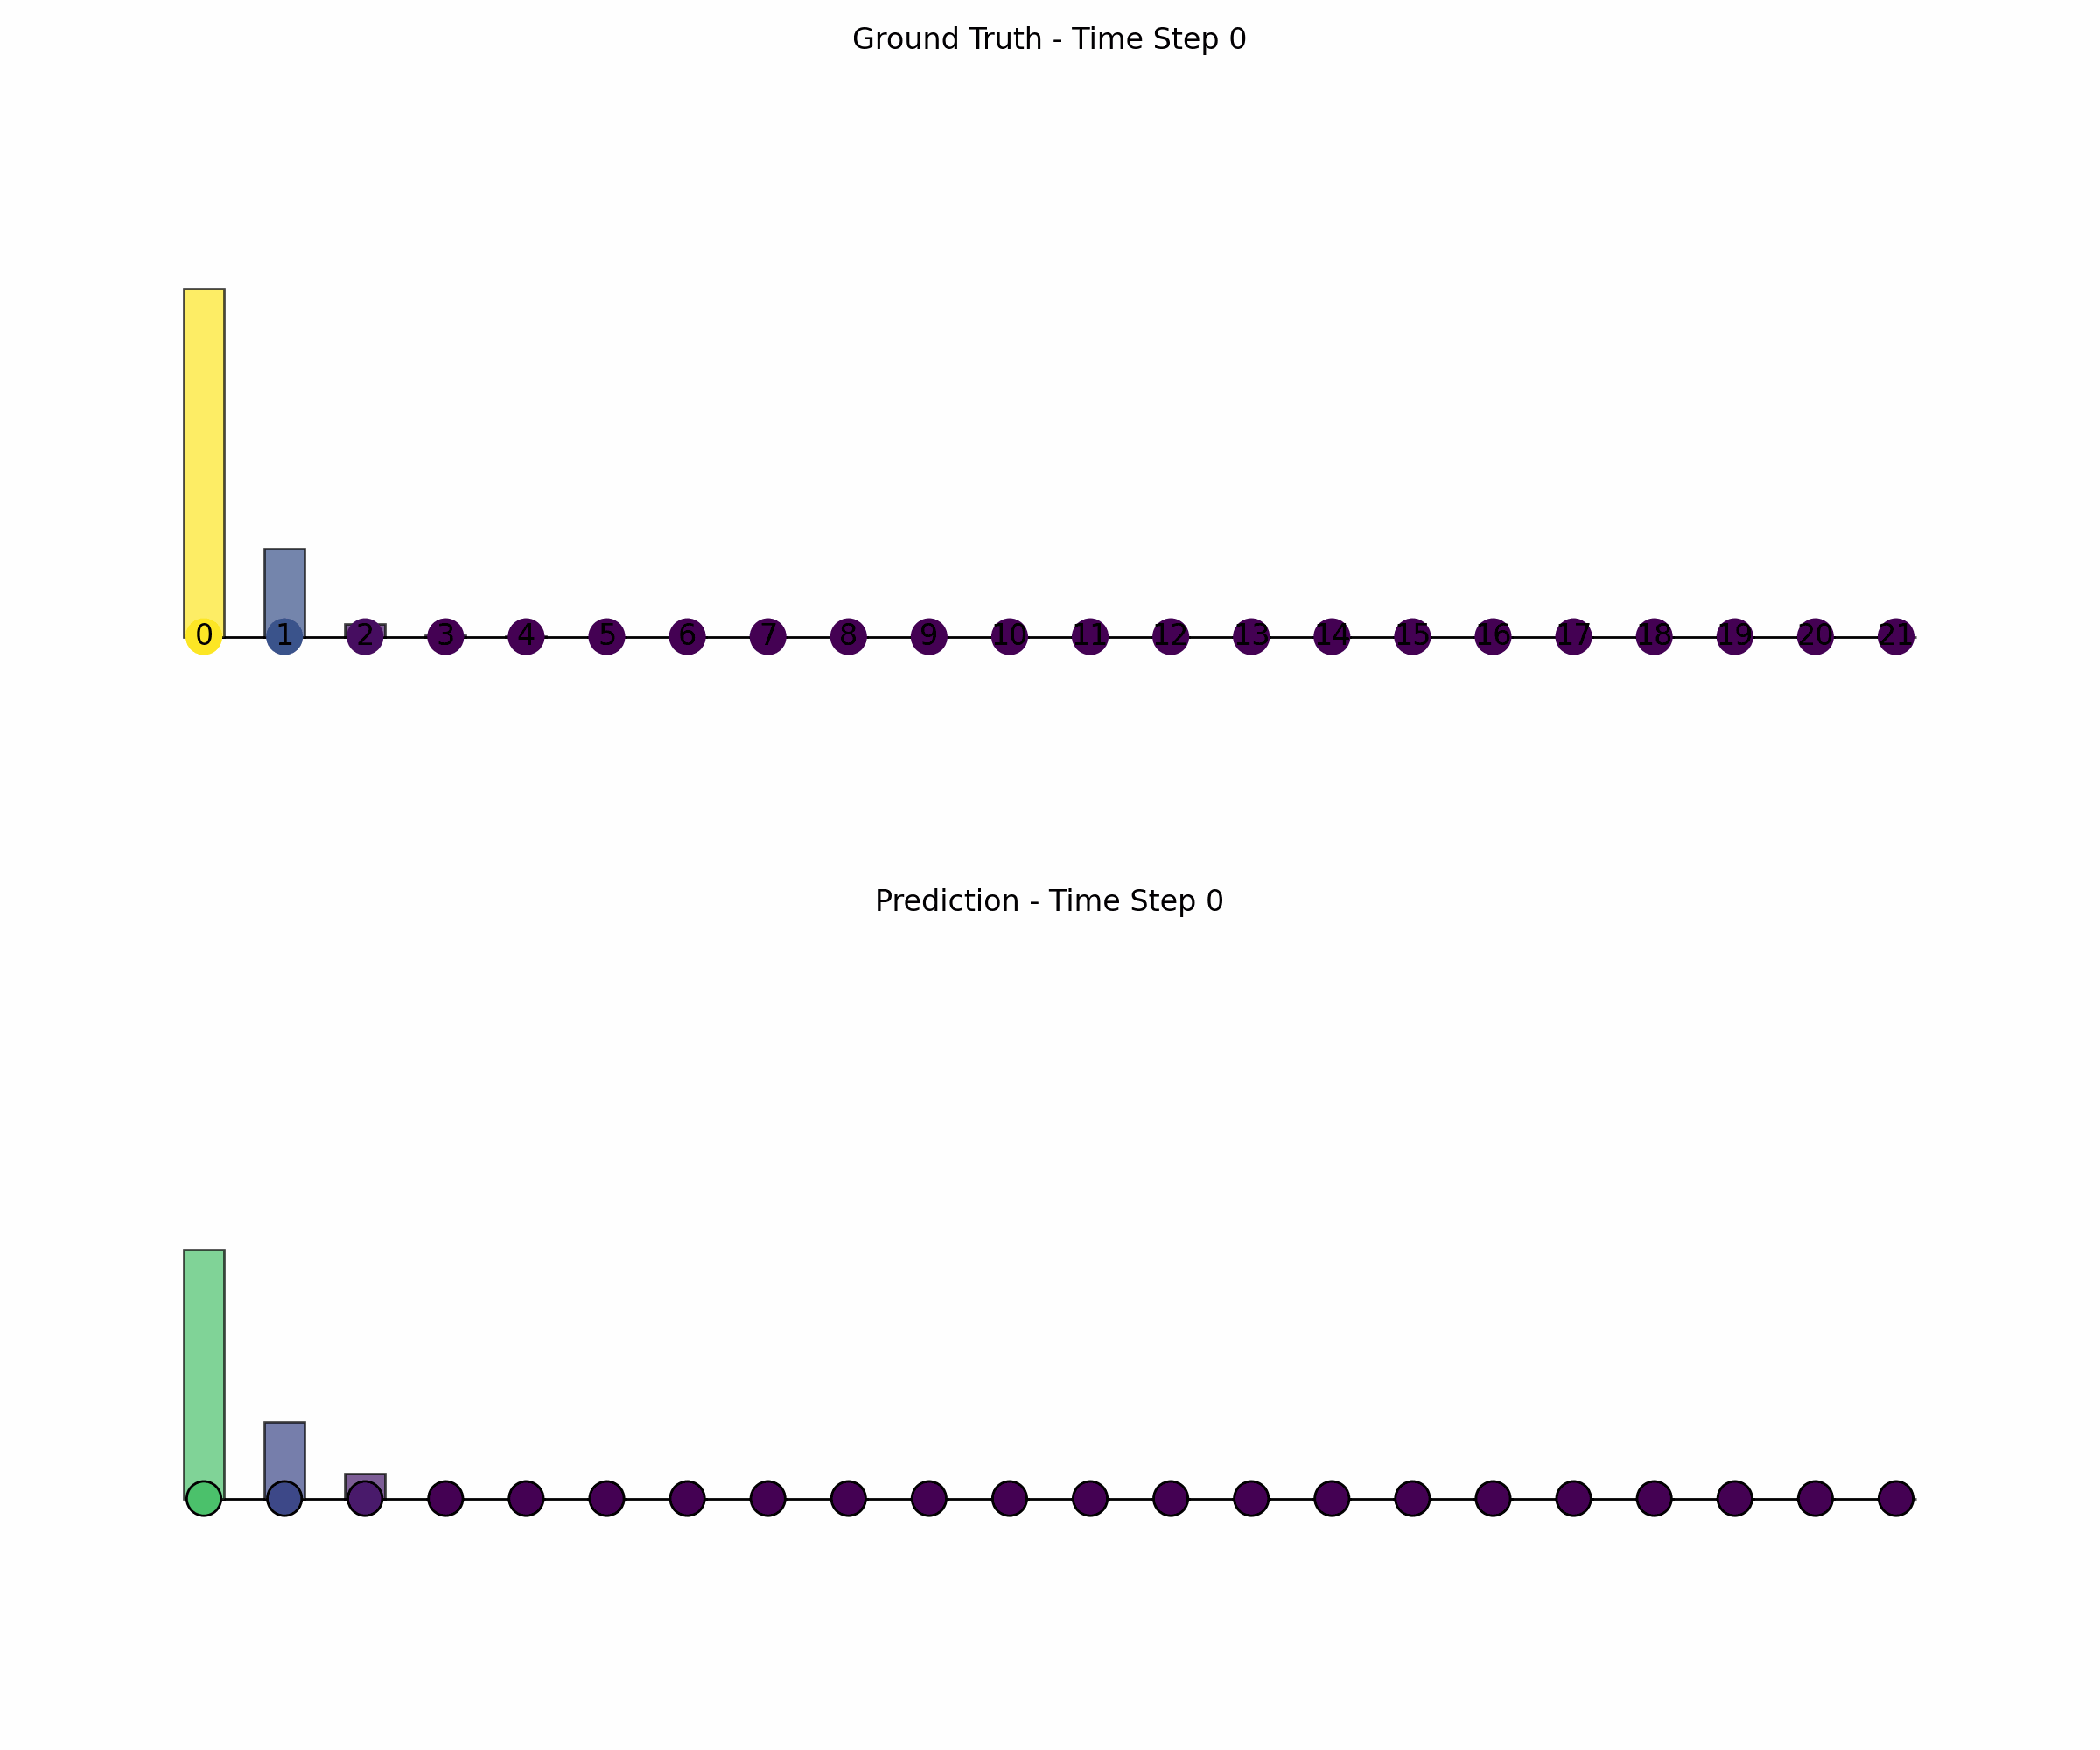 Ground Truth - Time Step 0
0 1 2 3 4 5 6 7 8 9 10 11 12 13 14 15 16 17 18 19 20 21
Prediction - Time Step 0